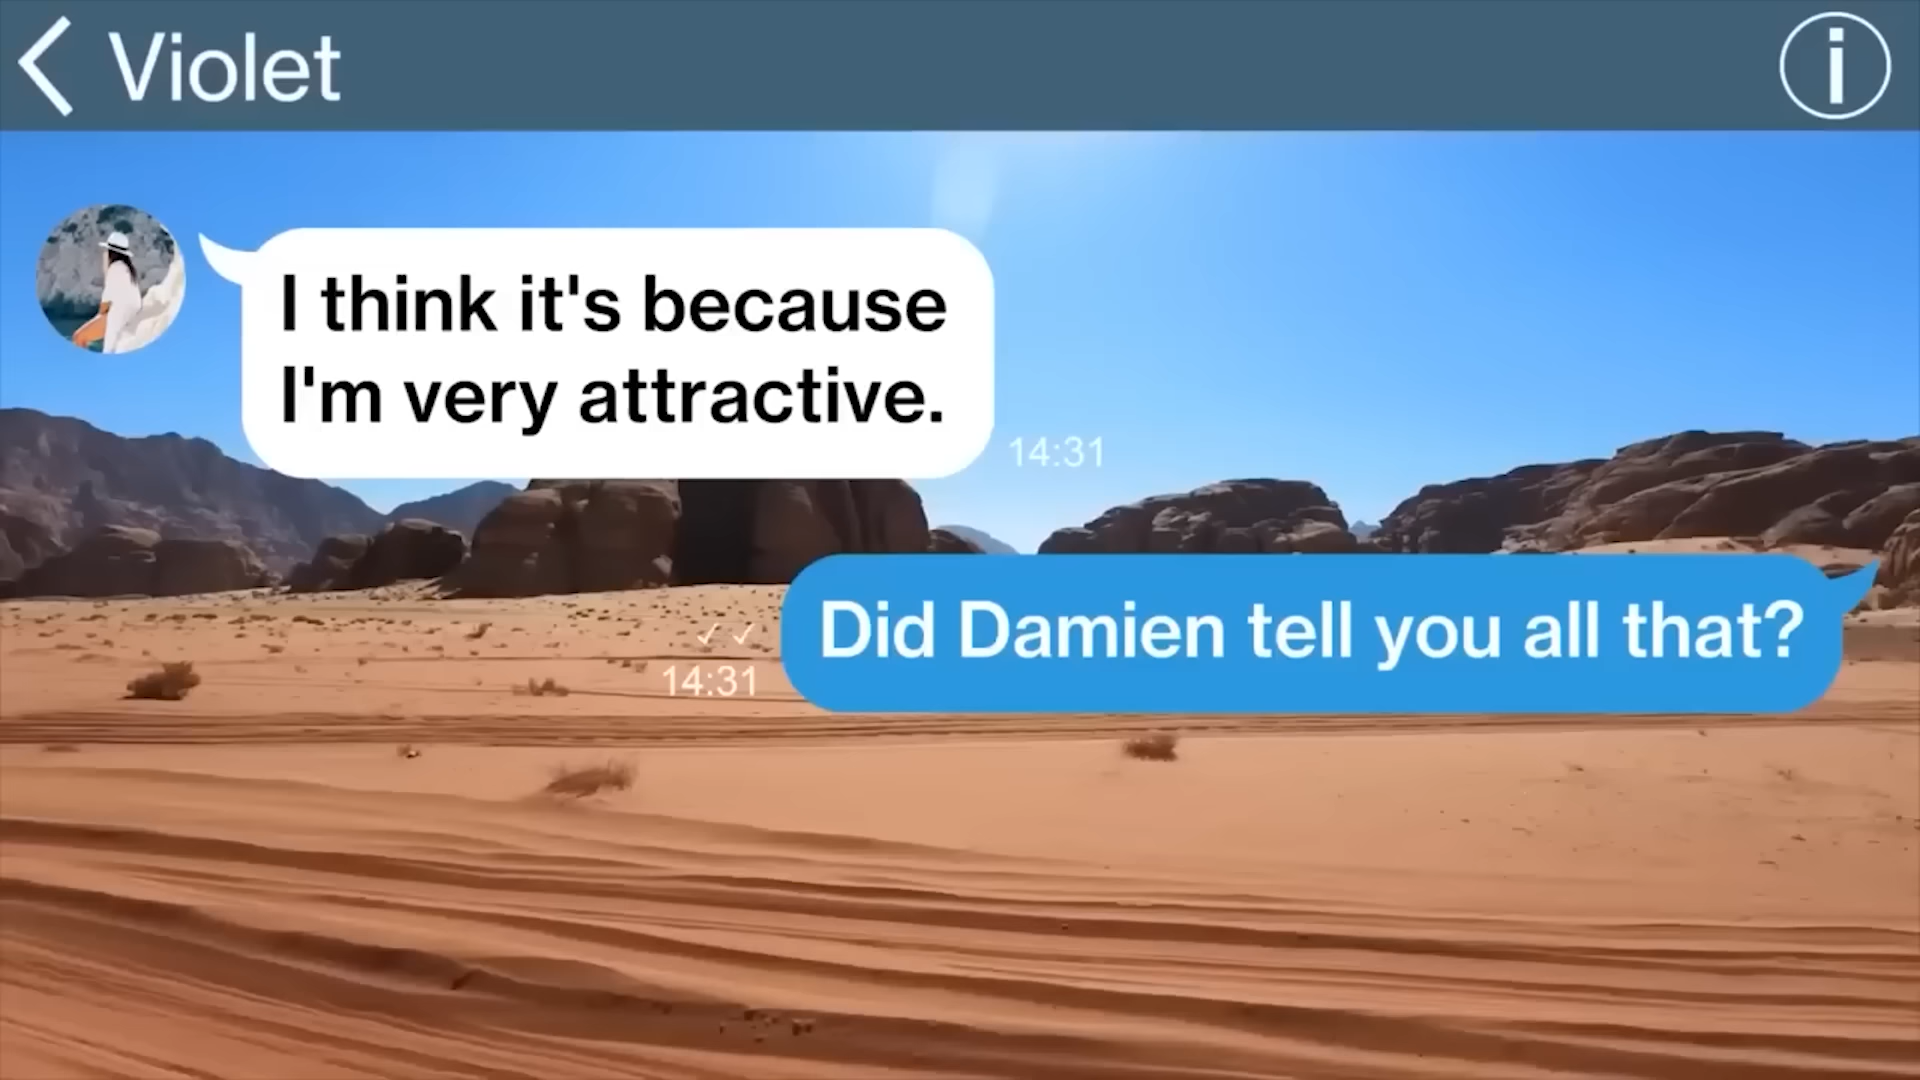 Violet
I think it's because
I'm very attractive.
14:31
Did Damien tell you all that?
14:31